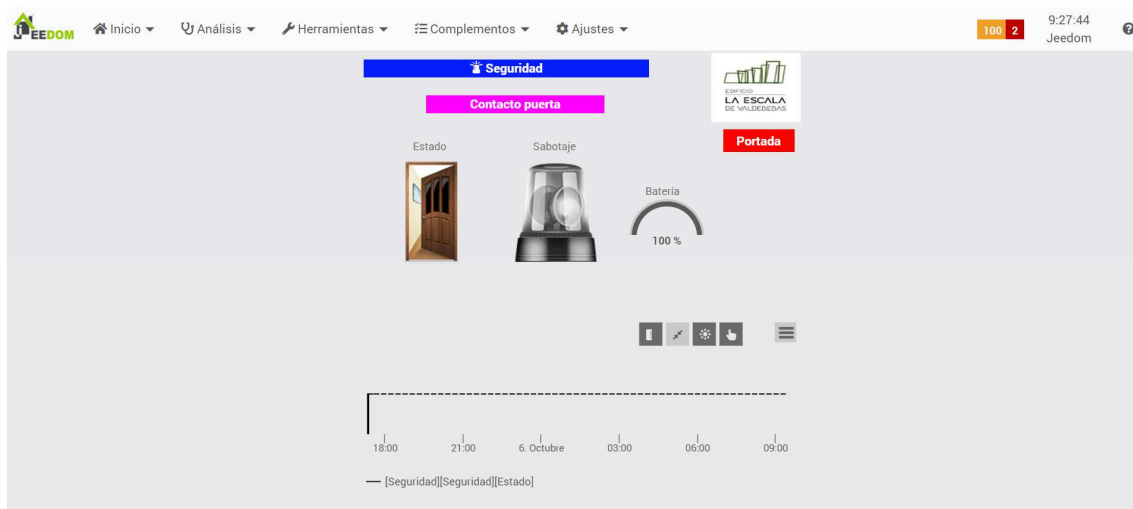 JEEDOM Inicio Análisis Herramientas Complementos Ajustes 100 2 9:27:44
Jeedom
Seguridad
EDIFICIO
LA ESCALA
DE VALDEBEBAS
Contacto puerta
Portada
Estado Sabotaje
Batería
100 %
18:00 21:00 6. Octubre 03:00 06:00 09:00
[Seguridad][Seguridad][Estado]